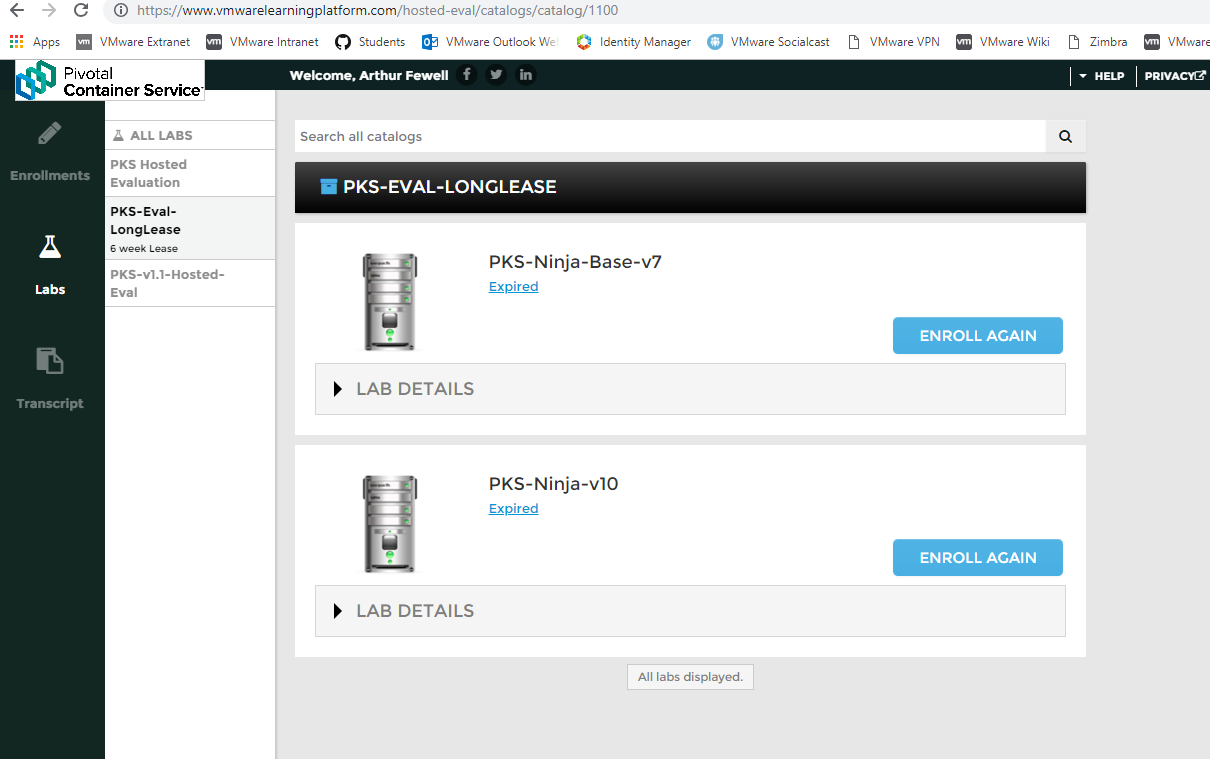 https://www.vmwarelearningplatform.com/hosted-eval/catalogs/catalog/1100
Apps vm VMware Extranet vm VMware Intranet Students VMware Outlook We Identity Manager VMware Socialcast VMware VPN vm VMware Wiki Zimbra vm VMware
Pivotal
Container Service
Welcome, Arthur Fewell
HELP PRIVACY
Enrollments
Labs
Transcript
ALL LABS
PKS Hosted
Evaluation
PKS-Eval-
LongLease
6 week Lease
PKS-v1.1-Hosted-
Eval
Search all catalogs
PKS-EVAL-LONGLEASE
PKS-Ninja-Base-v7
Expired
ENROLL AGAIN
LAB DETAILS
PKS-Ninja-v10
Expired
ENROLL AGAIN
LAB DETAILS
All labs displayed.